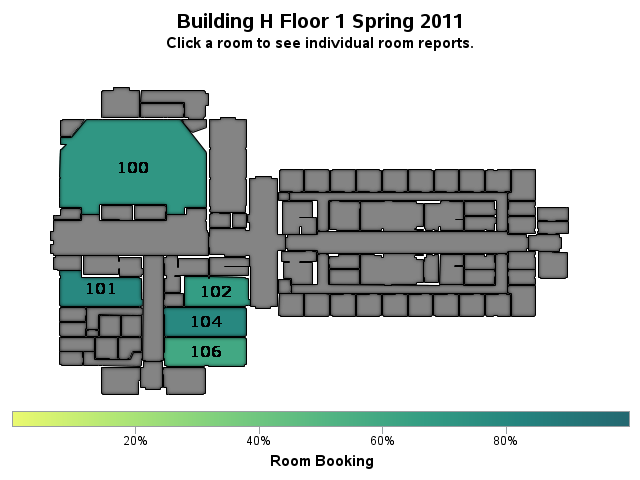 Building H Floor 1 Spring 2011
Click a room to see individual room reports.
100
101
102
104
106
20% 40% 60% 80%
Room Booking